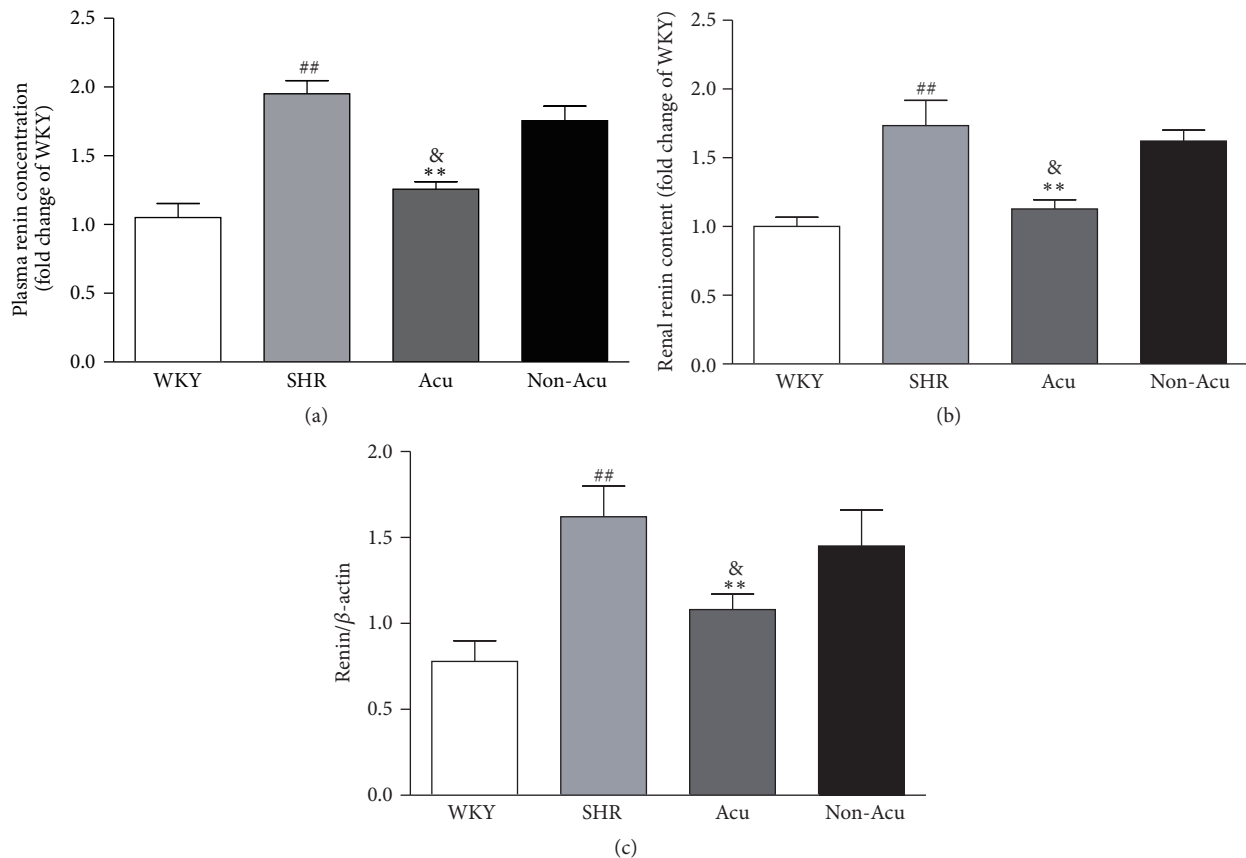 Plasma renin concentration
(fold change of WKY)
2.5
2.0
1.5
1.0
0.5
0.0
##
&
**
WKY SHR Acu Non-Acu
(a)
Renal renin content (fold change of WKY)
2.5
2.0
1.5
1.0
0.5
0.0
##
&
**
WKY SHR Acu Non-Acu
(b)
Renin/β-actin
2.0
1.5
1.0
0.5
0.0
##
&
**
WKY SHR Acu Non-Acu
(c)